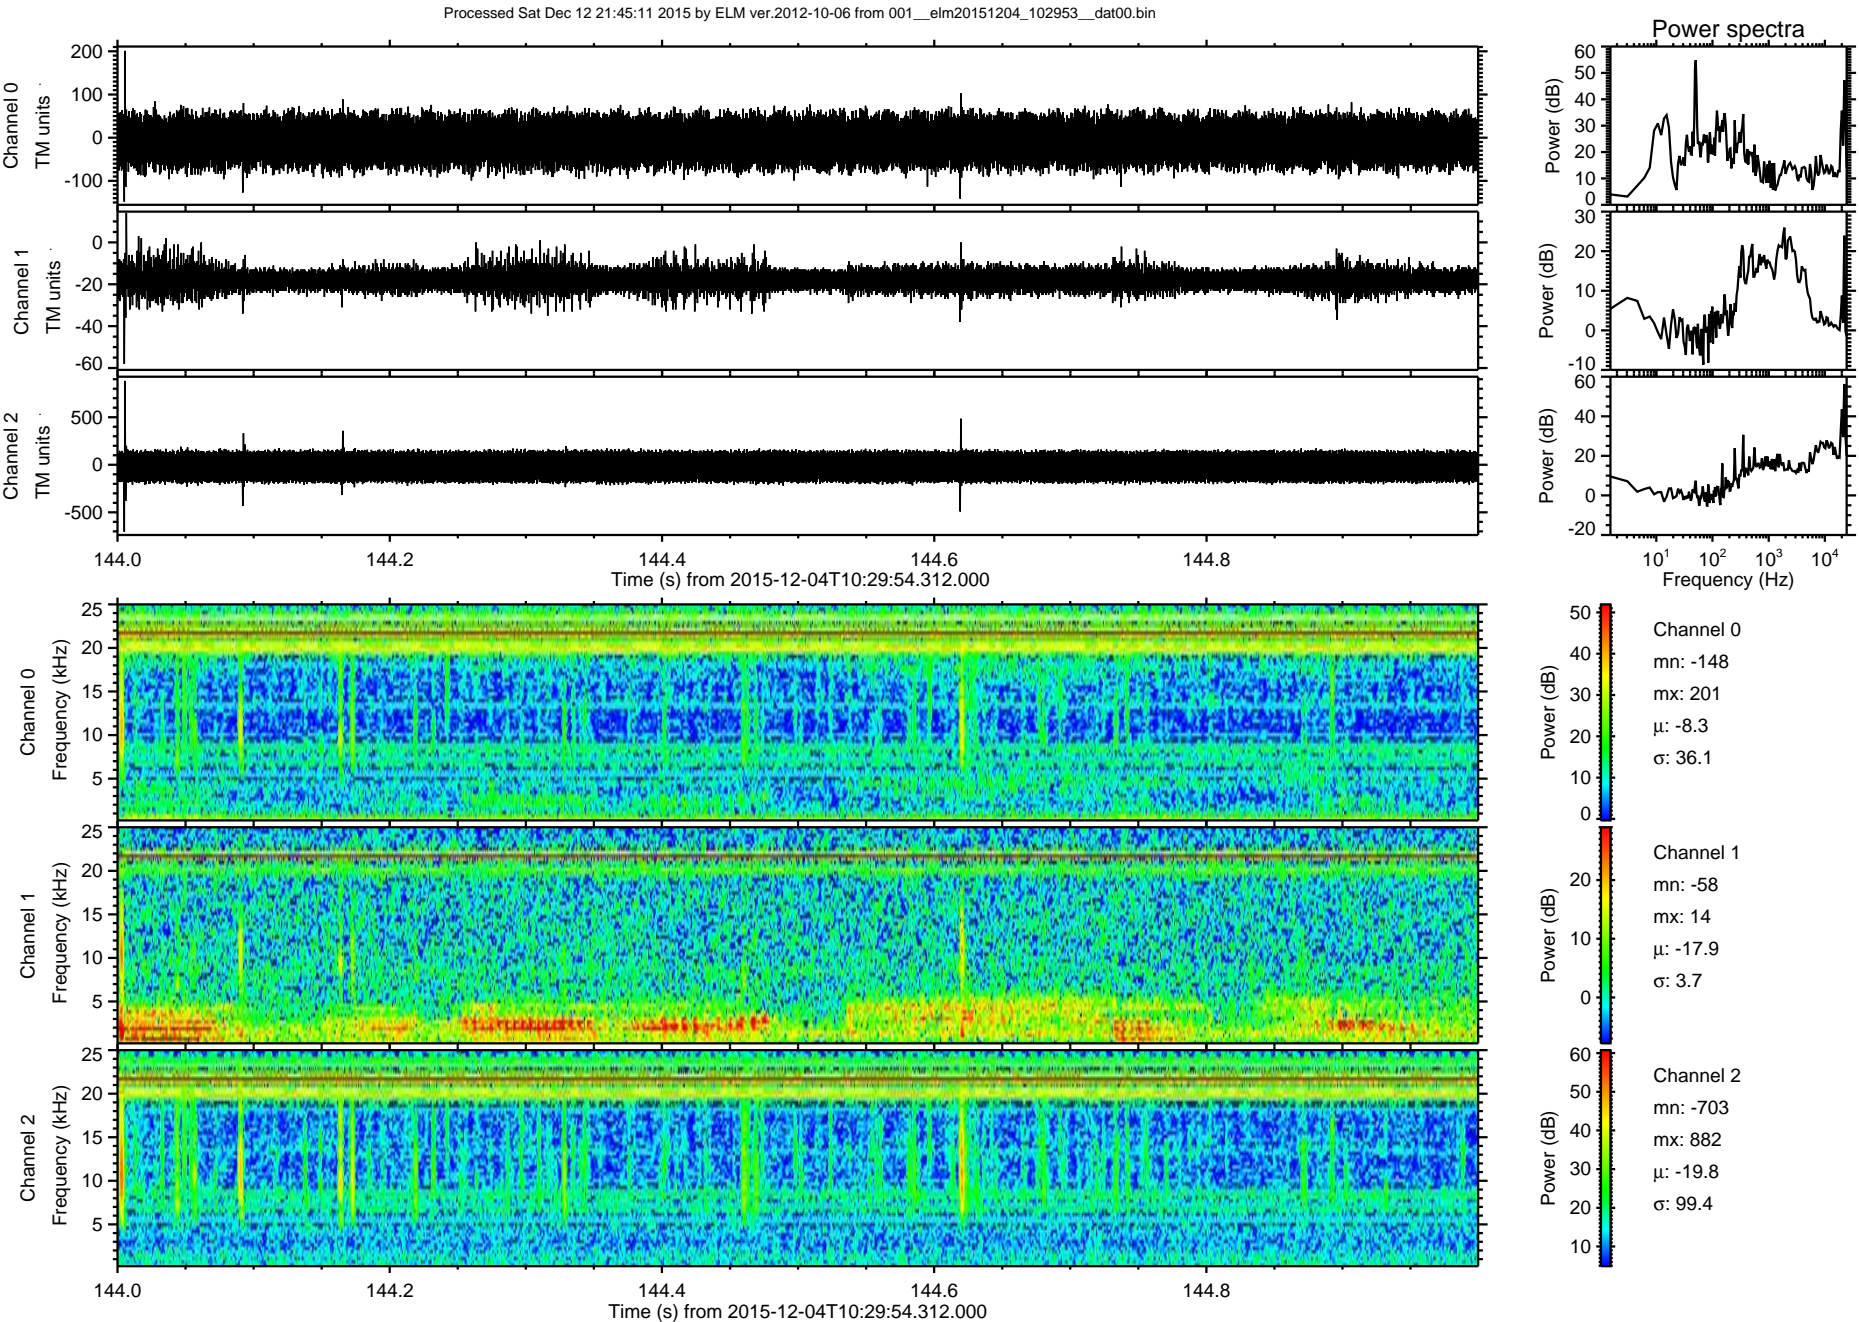 Processed Sat Dec 12 21:45:11 2015 by ELM ver.2012-10-06 from 001__elm20151204_102953__dat00.bin
Power spectra
Channel 0
TM units
200
100
0
-100
Power (dB)
60
50
40
30
20
10
0
Channel 1
TM units
0
-20
-40
-60
Power (dB)
30
20
10
0
-10
Channel 2
TM units
500
0
-500
Power (dB)
60
40
20
0
-20
144.0 144.2 144.4 144.6 144.8
Time (s) from 2015-12-04T10:29:54.312.000
10^1 10^2 10^3 10^4
Frequency (Hz)
Channel 0
Frequency (kHz)
25
20
15
10
5
Power (dB)
50
40
30
20
10
0
Channel 0
mn: -148
mx: 201
μ: -8.3
σ: 36.1
Channel 1
Frequency (kHz)
25
20
15
10
5
Power (dB)
20
10
0
Channel 1
mn: -58
mx: 14
μ: -17.9
σ: 3.7
Channel 2
Frequency (kHz)
25
20
15
10
5
Power (dB)
60
50
40
30
20
10
Channel 2
mn: -703
mx: 882
μ: -19.8
σ: 99.4
144.0 144.2 144.4 144.6 144.8
Time (s) from 2015-12-04T10:29:54.312.000